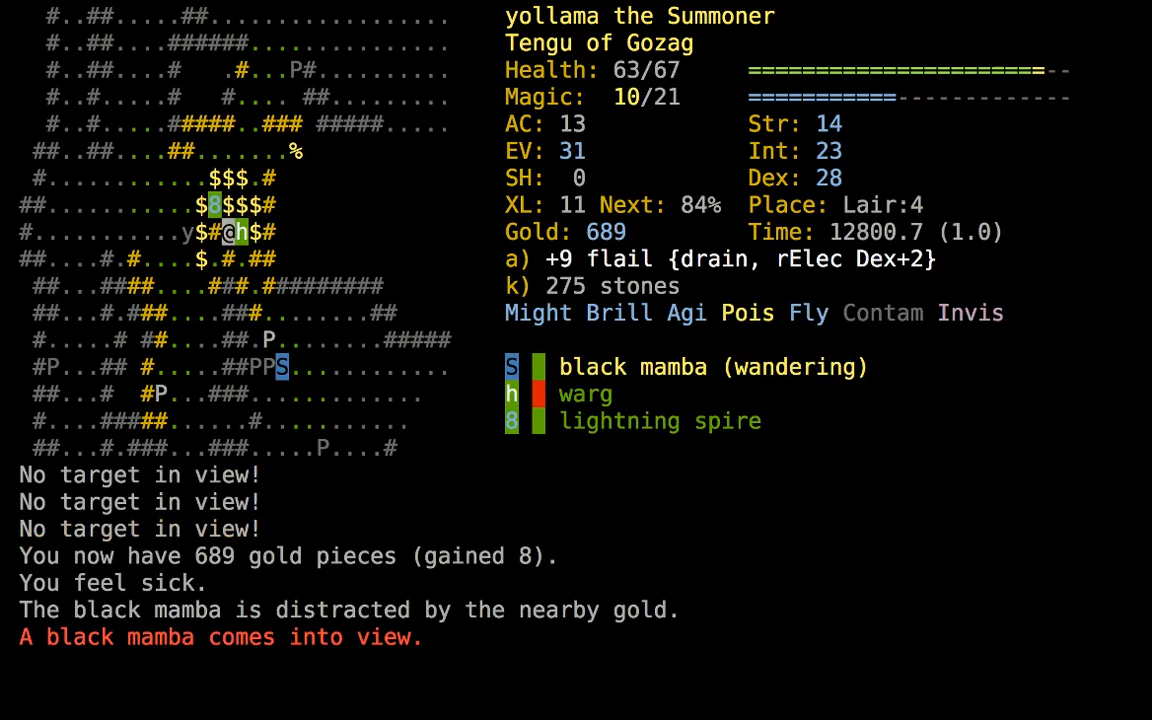 #..##.....##................... yollama the Summoner
#..##....######................ Tengu of Gozag
#..##....#   .#...P#.......... Health: 63/67 ======================--
#..##.....#   #....  ##......... Magic: 10/21 ===========-------------
#..##.....#####..### #####..... AC: 13 Str: 14
##..##....##.......% EV: 31 Int: 23
#............$$$.# SH: 0 Dex: 28
##...........$8$$$# XL: 11 Next: 84% Place: Lair:4
#...........y$#@h$# Gold: 689 Time: 12800.7 (1.0)
##....#.#....$.#.## a) +9 flail {drain, rElec Dex+2}
##...####....###.######### k) 275 stones
##...#.##....##...#........## Might Brill Agi Pois Fly Contam Invis
#.....# ##....##.P........#####
#P...## #.....##PPS........... S black mamba (wandering)
##...#  #P...###............. h warg
#....#####......#........... 8 lightning spire
##...#.###...###.....P....#
No target in view!
No target in view!
No target in view!
You now have 689 gold pieces (gained 8).
You feel sick.
The black mamba is distracted by the nearby gold.
A black mamba comes into view.